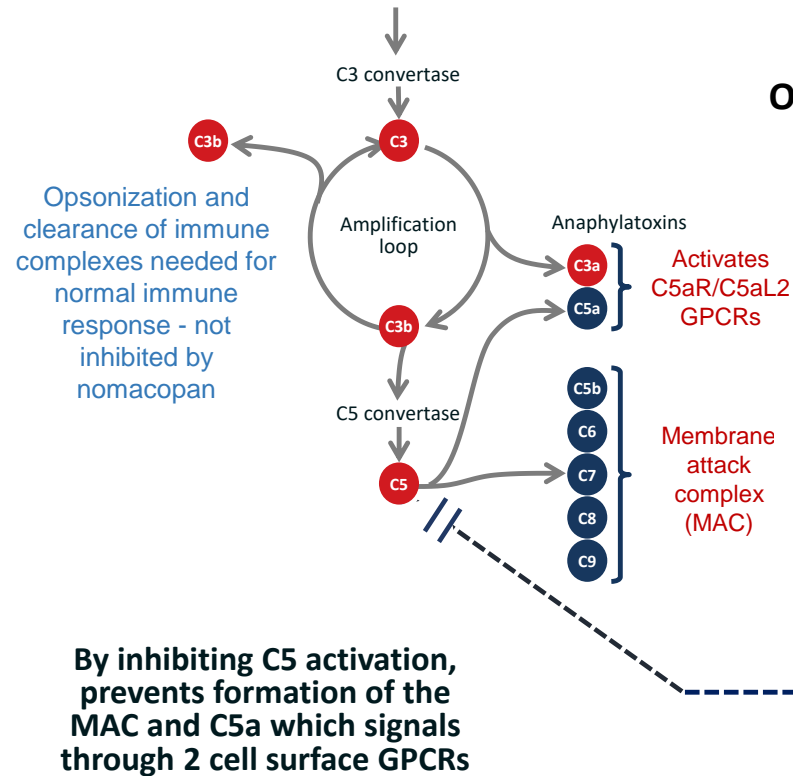 C3 convertase
O
C3b
C3
Opsonization and
clearance of immune
complexes needed for
normal immune
response - not
inhibited by
nomacopan
Amplification
loop
Anaphylatoxins
C3a
C5a
Activates
C5aR/C5aL2
GPCRs
C3b
C5 convertase
C5
C5b
C6
C7
C8
C9
Membrane
attack
complex
(MAC)
By inhibiting C5 activation,
prevents formation of the
MAC and C5a which signals
through 2 cell surface GPCRs